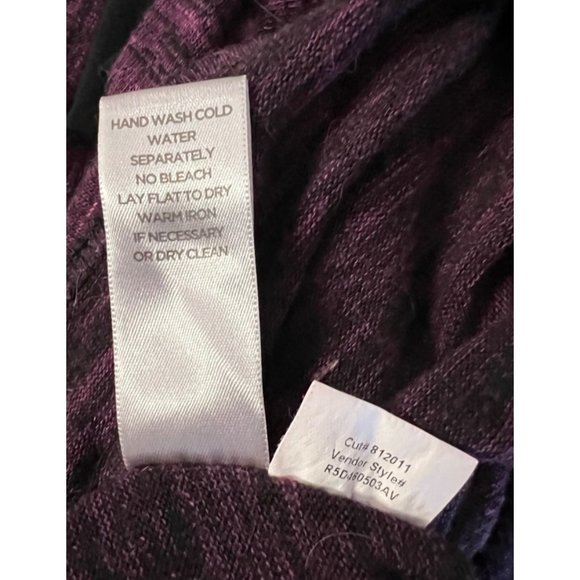 HAND WASH COLD
WATER
SEPARATELY
NO BLEACH
LAY FLAT TO DRY
WARM IRON
IF NECESSARY
OR DRY CLEAN
Cut# 812011
Vendor Style#